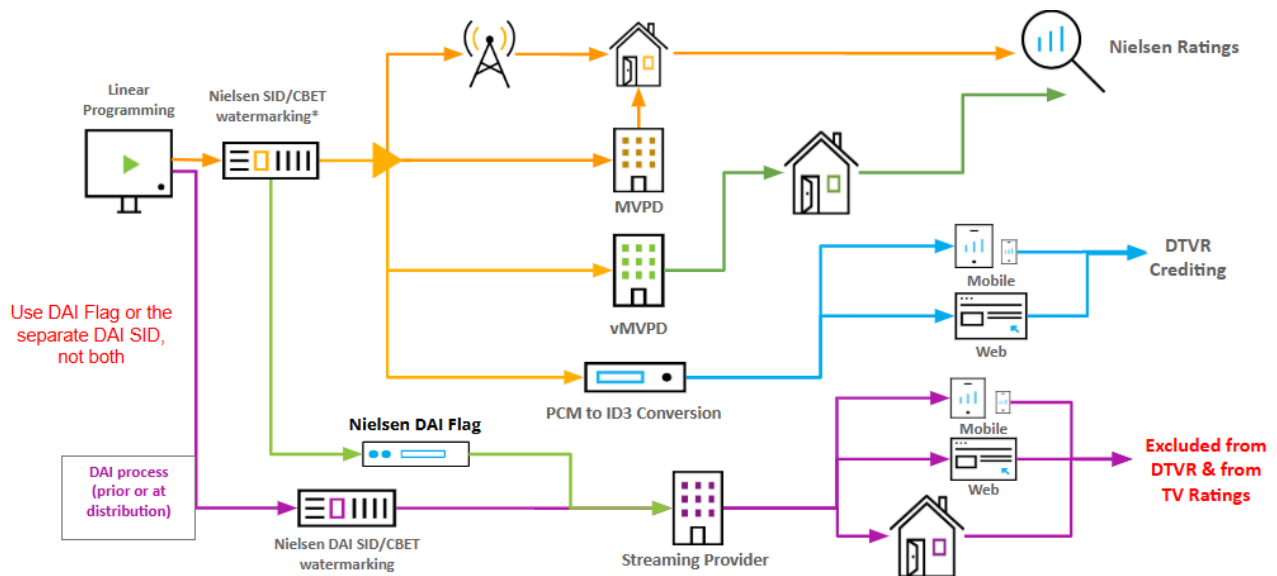 Linear
Programming
Nielsen SID/CBET
watermarking*
Nielsen Ratings
MVPD
vMVPD
Mobile
Web
DTVR
Crediting
Use DAI Flag or the
separate DAI SID,
not both
PCM to ID3 Conversion
Nielsen DAI Flag
DAI process
(prior or at
distribution)
Nielsen DAI SID/CBET
watermarking
Streaming Provider
Mobile
Web
Excluded from
DTVR & from
TV Ratings